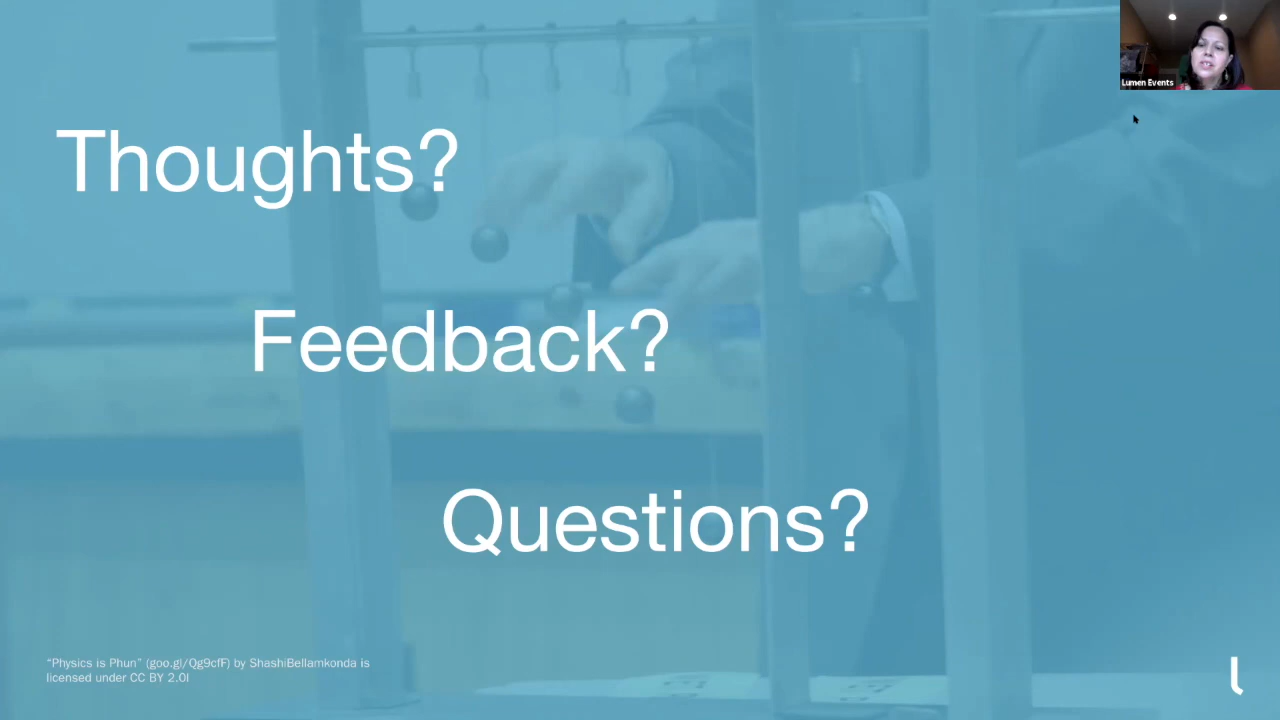 Lumen Events
Thoughts?
Feedback?
Questions?
“Physics is Phun” (goo.gl/Qg9cfF) by ShashiBellamkonda is
licensed under CC BY 2.0l